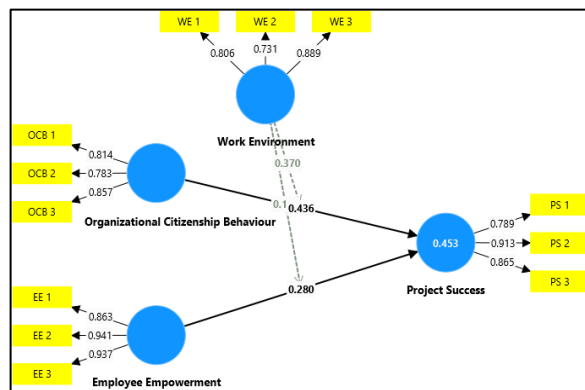 WE 1 WE 2 WE 3
0.806 0.731 0.889
Work Environment
OCB 1 0.814
OCB 2 0.783
OCB 3 0.857
Organizational Citizenship Behaviour
0.370
0.436
0.453
PS 1 0.789
PS 2 0.913
PS 3 0.865
Project Success
0.280
EE 1 0.863
EE 2 0.941
EE 3 0.937
Employee Empowerment